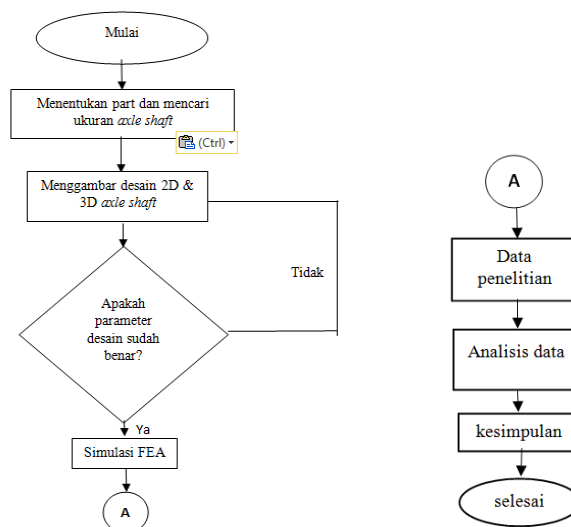 Mulai
Menentukan part dan mencari
ukuran axle shaft
(Ctrl)
Menggambar desain 2D &
3D axle shaft
Tidak
Apakah
parameter
desain sudah
benar?
Ya
Simulasi FEA
A
A
Data
penelitian
Analisis data
kesimpulan
selesai